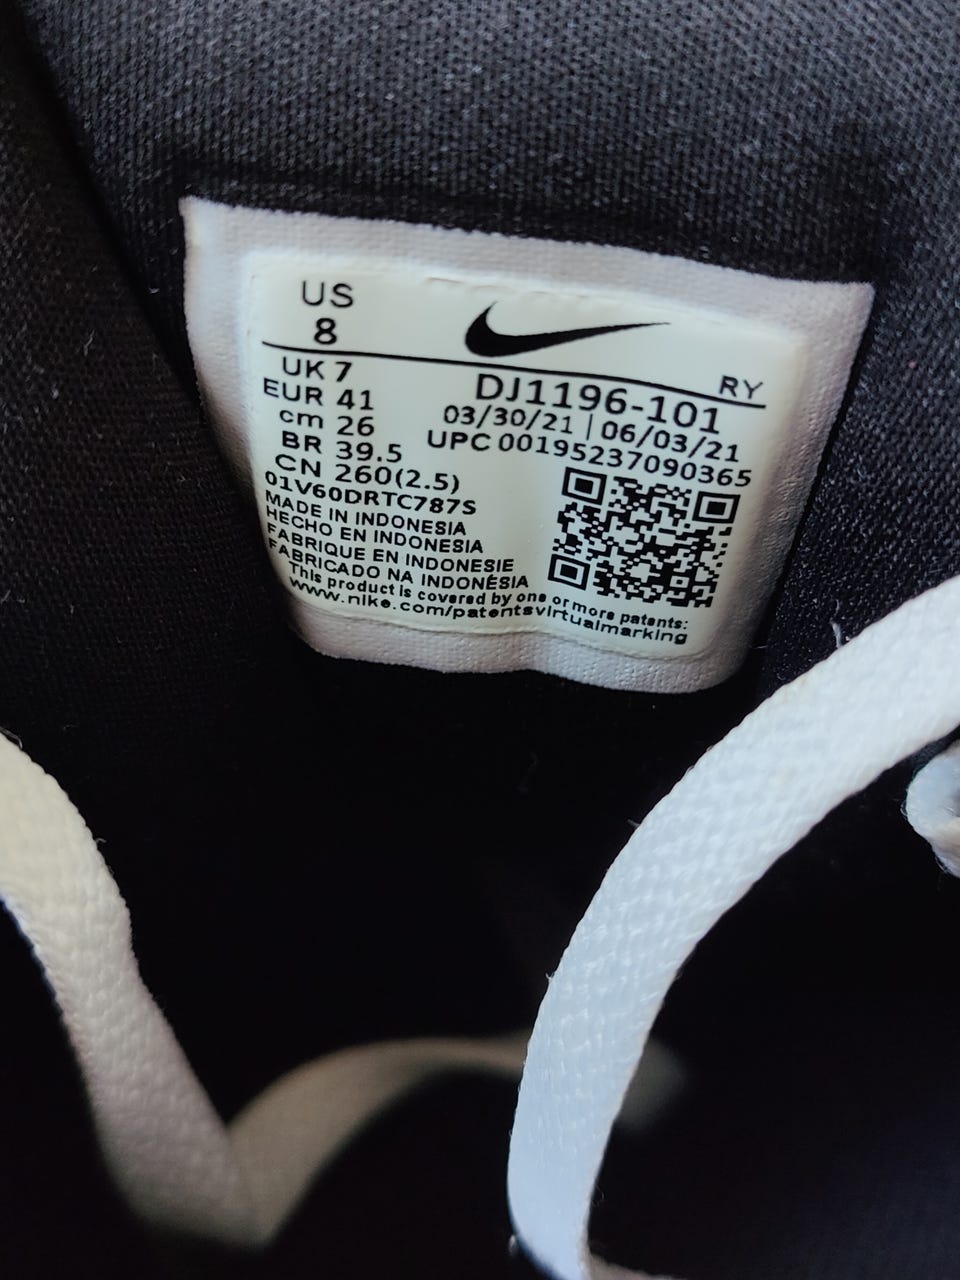 US
8
UK 7
EUR 41
cm 26
BR 39.5
CN 260(2.5)
01V60DRTC787S
MADE IN INDONESIA
HECHO EN INDONESIA
FABRIQUE EN INDONESIE
FABRICADO NA INDONÉSIA
RY
DJ1196-101
03/30/21 | 06/03/21
UPC 00195237090365
This product is covered by one or more patents:
www.nike.com/patentsvirtualmarking